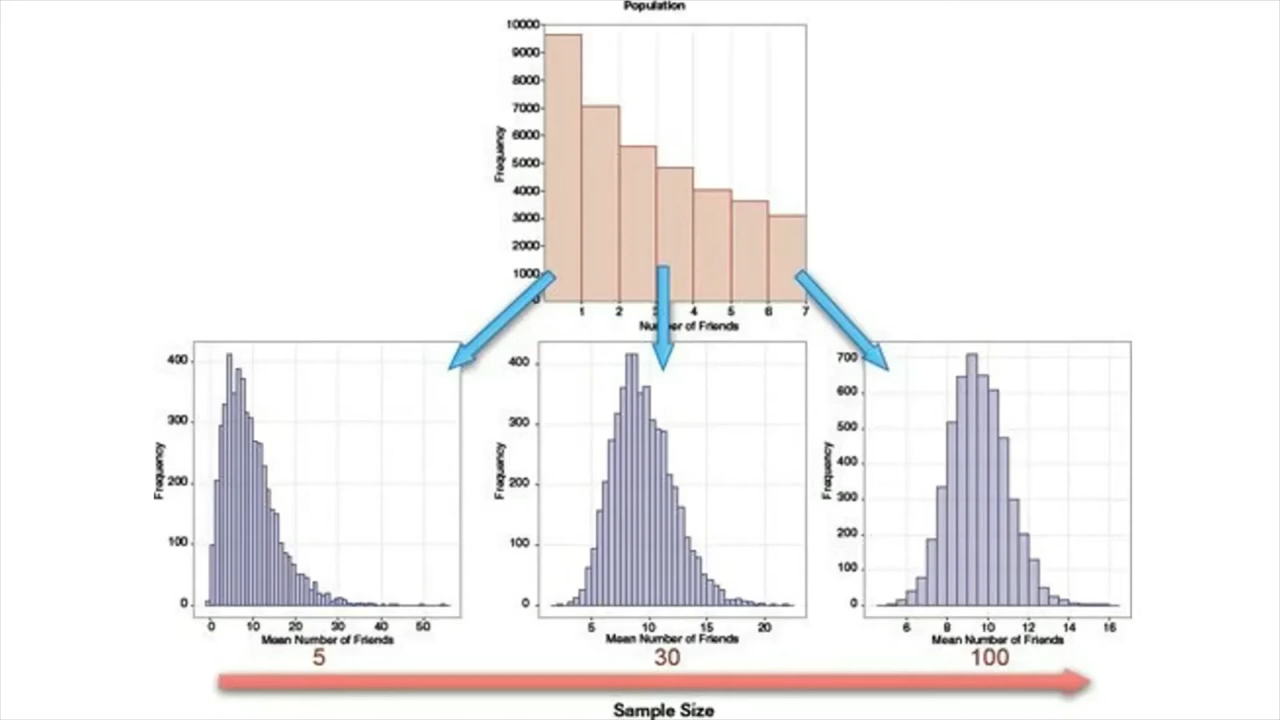 Population
10000
9000
8000
7000
6000
5000
4000
3000
2000
1000
0
Frequency
1 2 3 4 5 6 7
Number of Friends
400
300
200
100
0
Frequency
0 10 20 30 40 50
Mean Number of Friends
5
400
300
200
100
0
Frequency
5 10 15 20
Mean Number of Friends
30
700
600
500
400
300
200
100
0
Frequency
6 8 10 12 14 16
Mean Number of Friends
100
Sample Size